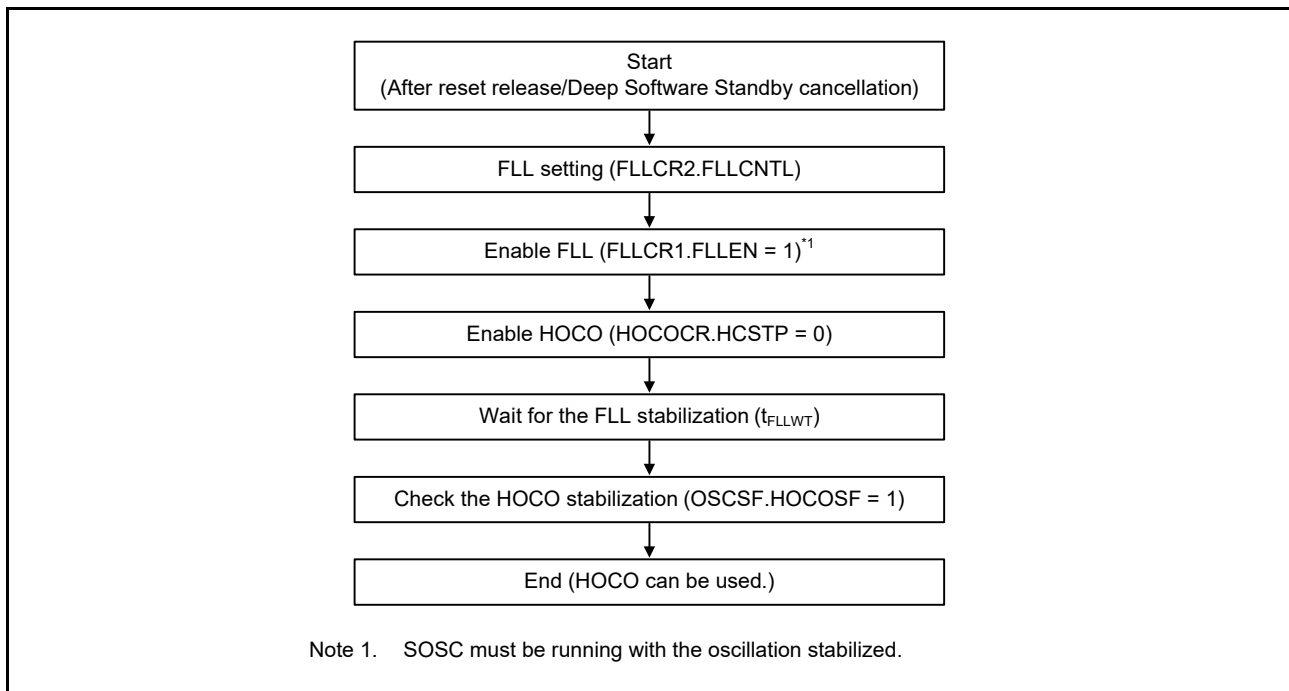 Start
(After reset release/Deep Software Standby cancellation)
FLL setting (FLLCR2.FLLCNTL)
Enable FLL (FLLCR1.FLLEN = 1)*1
Enable HOCO (HOCOCR.HCSTP = 0)
Wait for the FLL stabilization (tFLLWT)
Check the HOCO stabilization (OSCSF.HOCOSF = 1)
End (HOCO can be used.)
Note 1. SOSC must be running with the oscillation stabilized.